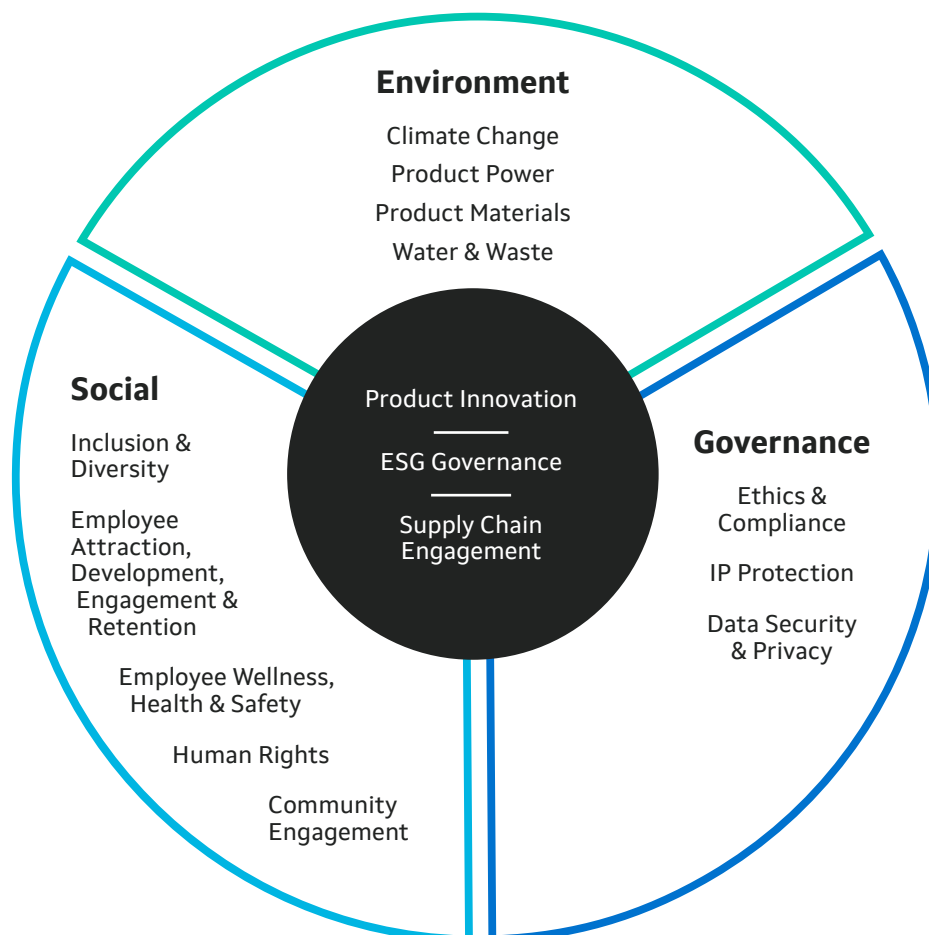 Environment
Climate Change
Product Power
Product Materials
Water & Waste
Product Innovation
ESG Governance
Supply Chain
Engagement
Social
Inclusion &
Diversity
Employee
Attraction,
Development,
Engagement &
Retention
Employee Wellness,
Health & Safety
Human Rights
Community
Engagement
Governance
Ethics &
Compliance
IP Protection
Data Security
& Privacy